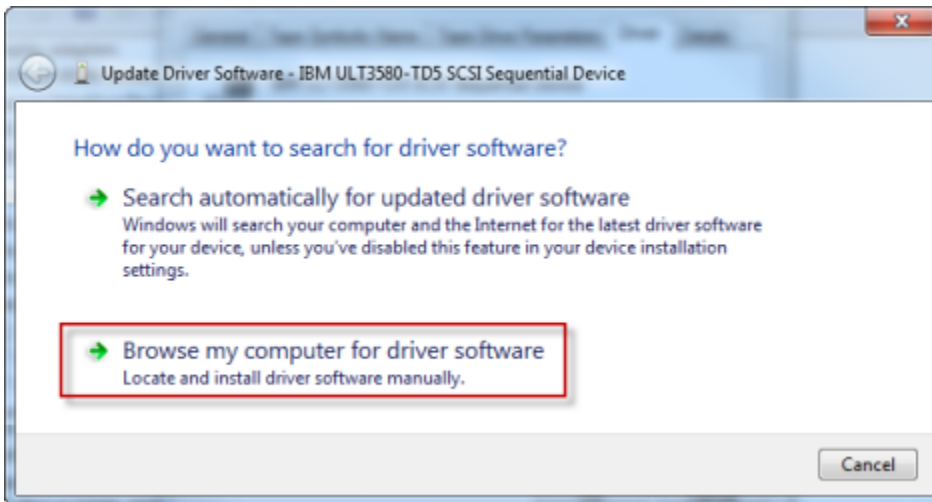 Update Driver Software - IBM ULT3580-TD5 SCSI Sequential Device
How do you want to search for driver software?
Search automatically for updated driver software
Windows will search your computer and the Internet for the latest driver software
for your device, unless you've disabled this feature in your device installation
settings.
Browse my computer for driver software
Locate and install driver software manually.
Cancel